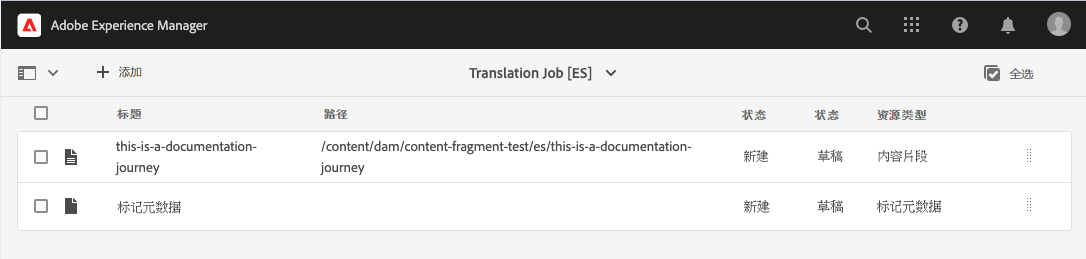 Adobe Experience Manager
添加
Translation Job [ES]
全选
标题 路径 状态 状态 资源类型
this-is-a-documentation- /content/dam/content-fragment-test/es/this-is-a-documentation-
journey journey 新建 草稿 内容片段
标记元数据 新建 草稿 标记元数据